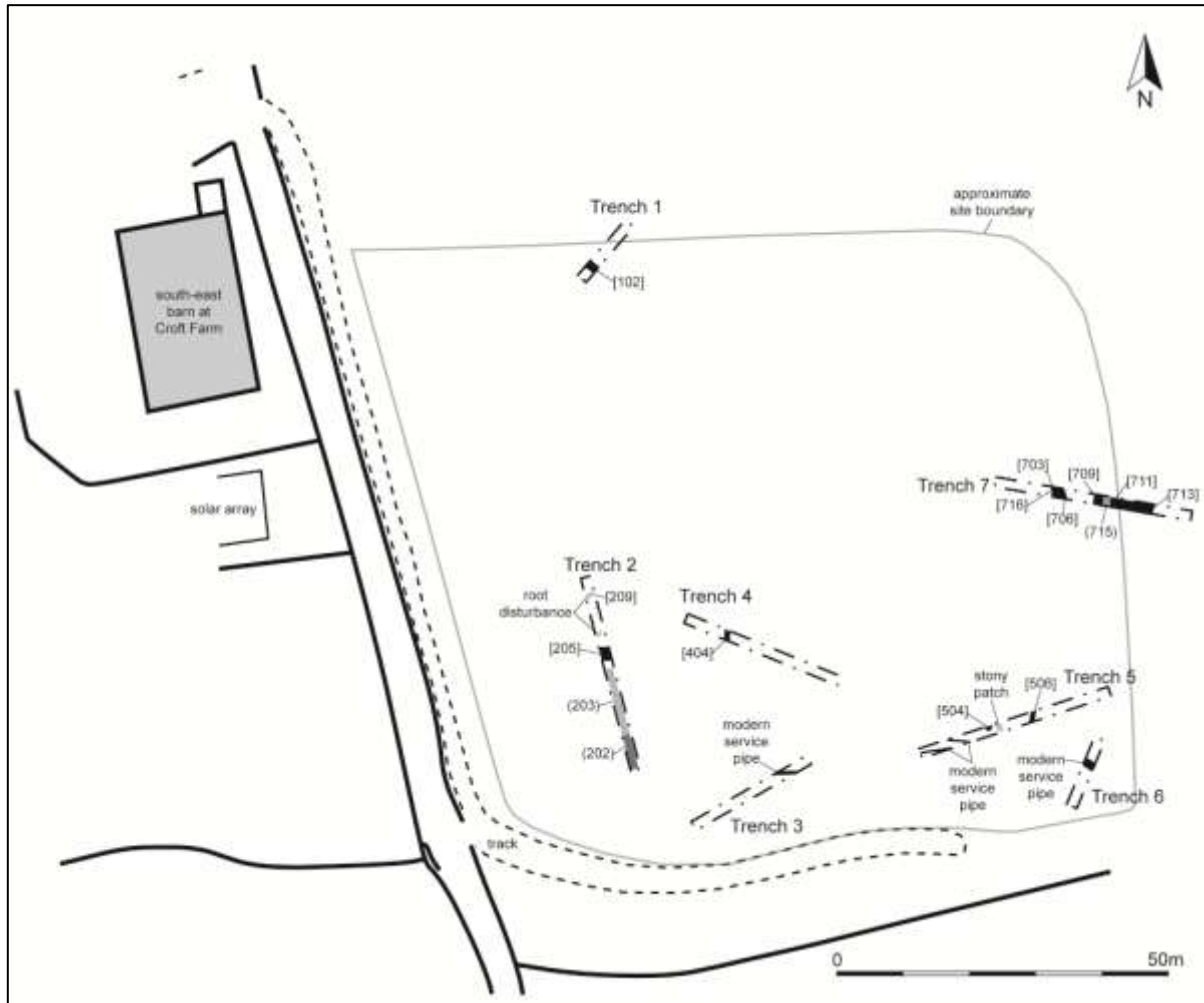 N
approximate
site boundary
Trench 1
[102]
south-east
barn at
Croft Farm
[703]
[709]
[711]
[713]
Trench 7
[716]
[706]
(715)
solar array
Trench 2
root
disturbance
[209]
Trench 4
[205]
[404]
(203)
(202)
stony
patch
[506]
Trench 5
[504]
modern
service
pipe
modern
service
pipe
modern
service
pipe
Trench 6
Trench 3
track
0
50m